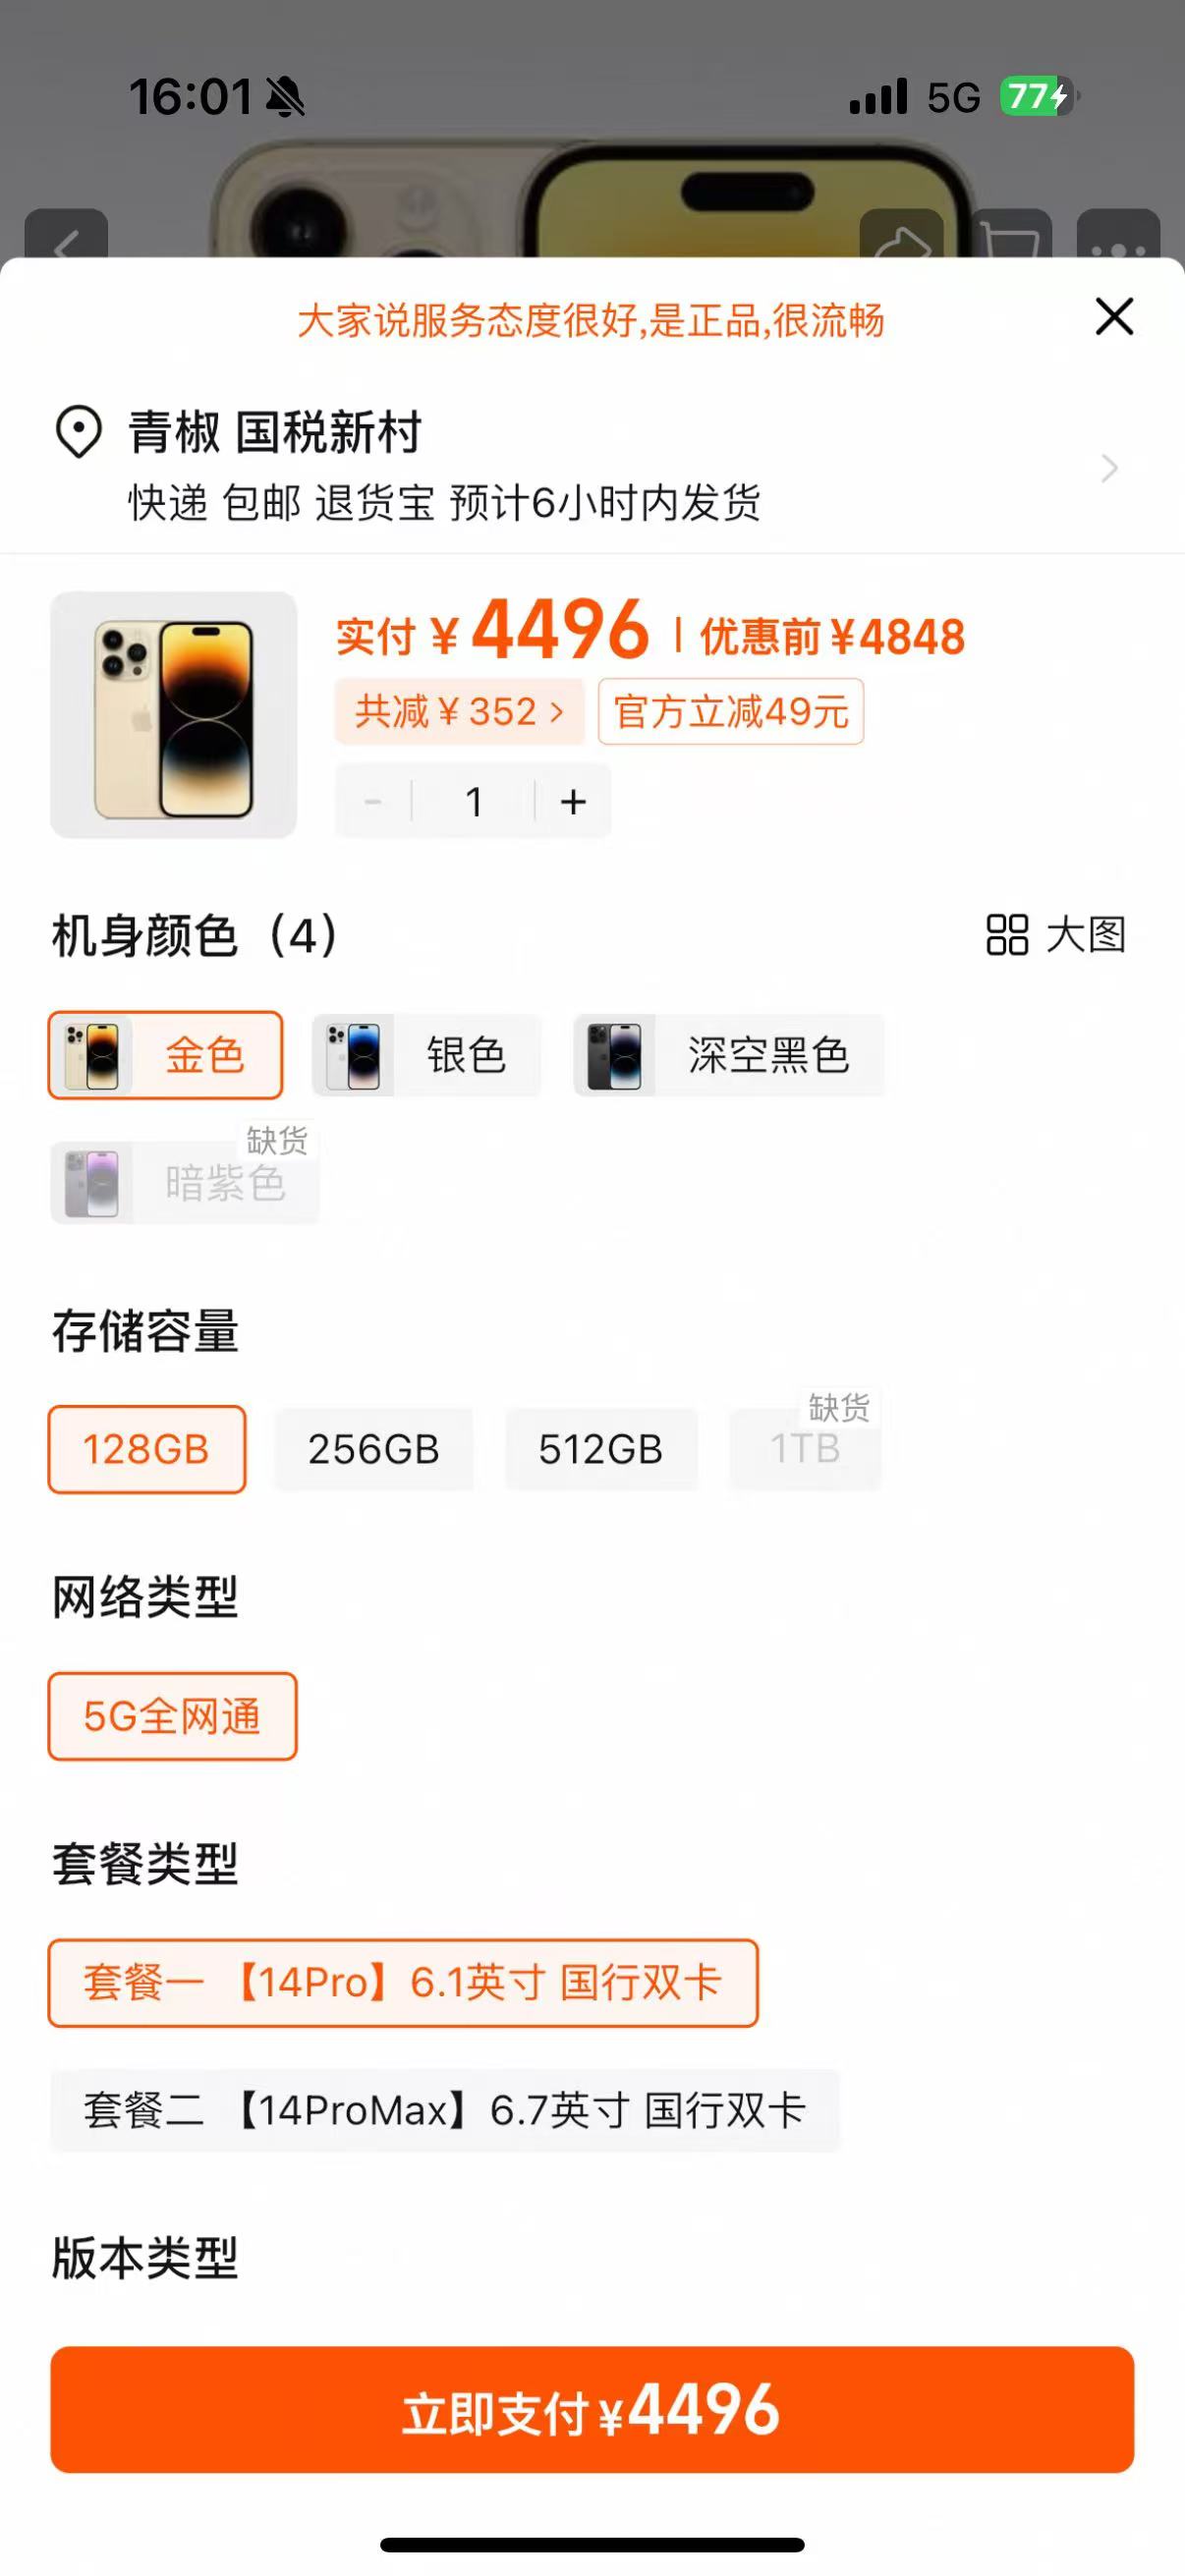 16:01 5G 77
大家说服务态度很好,是正品,很流畅
青椒 国税新村
快递 包邮 退货宝 预计6小时内发货
实付 ¥4496 | 优惠前 ¥4848
共减 ¥352 > 官方立减49元
- 1 +
机身颜色（4） 大图
金色 银色 深空黑色
缺货
暗紫色
存储容量
缺货
128GB 256GB 512GB 1TB
网络类型
5G全网通
套餐类型
套餐一 【14Pro】6.1英寸 国行双卡
套餐二 【14ProMax】6.7英寸 国行双卡
版本类型
立即支付 ¥4496